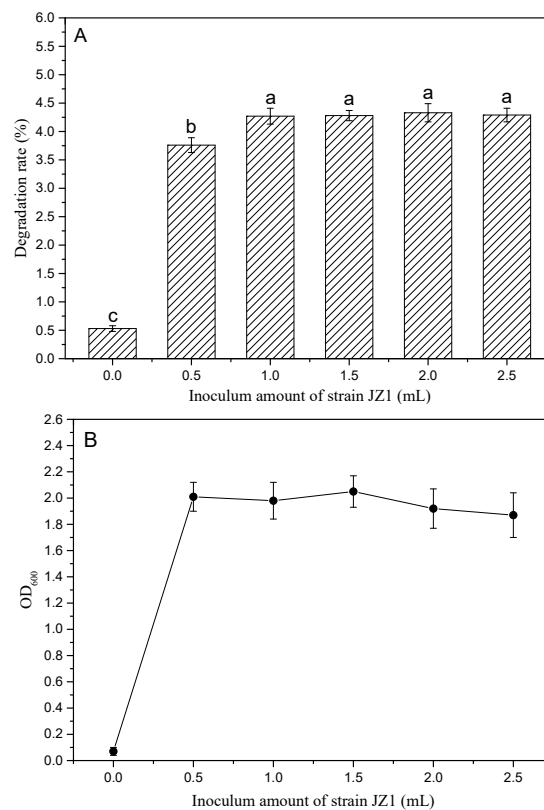 A
6.0
5.5
5.0
4.5
4.0
3.5
3.0
2.5
2.0
1.5
1.0
0.5
0.0
Degradation rate (%)
c
b
a
a
a
a
0.0 0.5 1.0 1.5 2.0 2.5
Inoculum amount of strain JZ1 (mL)
B
2.6
2.4
2.2
2.0
1.8
1.6
1.4
1.2
1.0
0.8
0.6
0.4
0.2
0.0
OD600
0.0 0.5 1.0 1.5 2.0 2.5
Inoculum amount of strain JZ1 (mL)